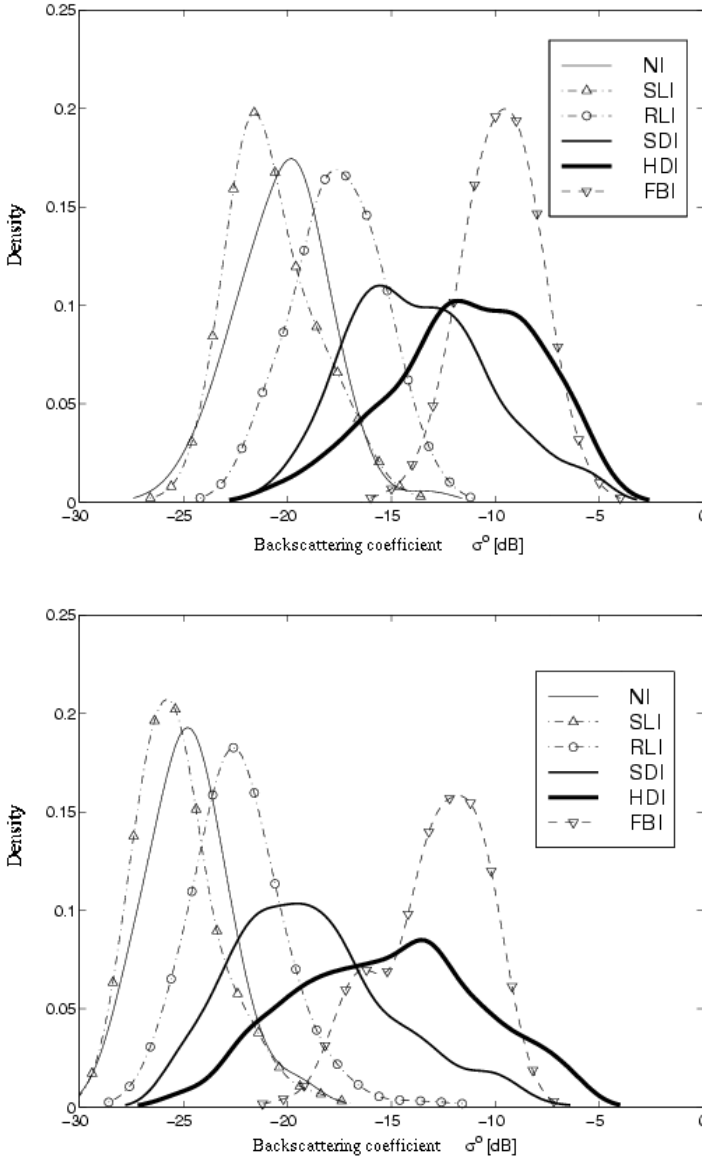 0.25
0.2
0.15
0.1
0.05
0
Density
NI
SLI
RLI
SDI
HDI
FBI
−30 −25 −20 −15 −10 −5 0
Backscattering coefficient σ° [dB]
0.25
0.2
0.15
0.1
0.05
0
Density
NI
SLI
RLI
SDI
HDI
FBI
−30 −25 −20 −15 −10 −5 0
Backscattering coefficient σ° [dB]